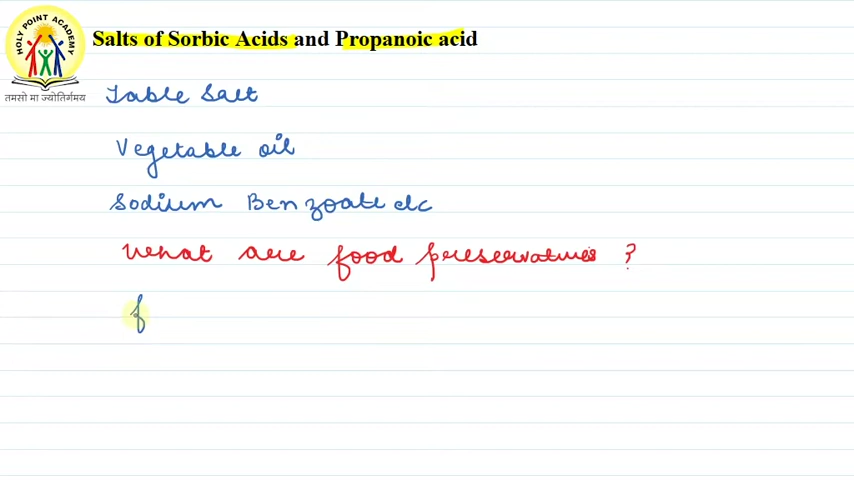 HOLY POINT ACADEMY
तमसो मा ज्योतिर्गमय
Salts of Sorbic Acids and Propanoic acid
Table Salt
Vegetable oil
Sodium Benzoate etc
What are food preservatives ?
f